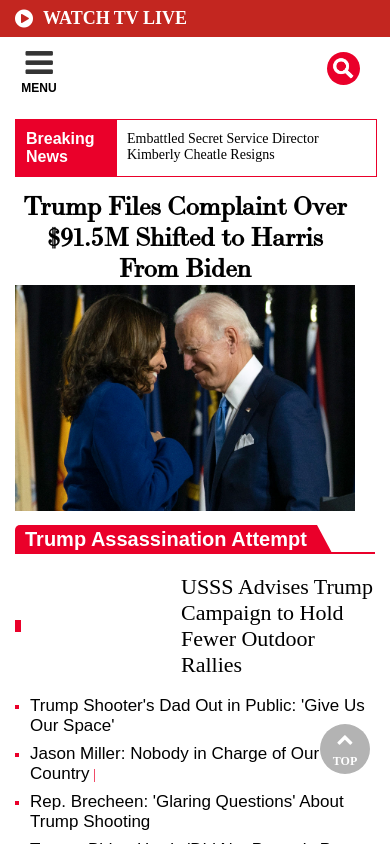 WATCH TV LIVE
MENU
Breaking
News
Embattled Secret Service Director
Kimberly Cheatle Resigns
Trump Files Complaint Over
$91.5M Shifted to Harris
From Biden
Trump Assassination Attempt
USSS Advises Trump
Campaign to Hold
Fewer Outdoor
Rallies
Trump Shooter's Dad Out in Public: 'Give Us
Our Space'
Jason Miller: Nobody in Charge of Our
Country |
TOP
Rep. Brecheen: 'Glaring Questions' About
Trump Shooting